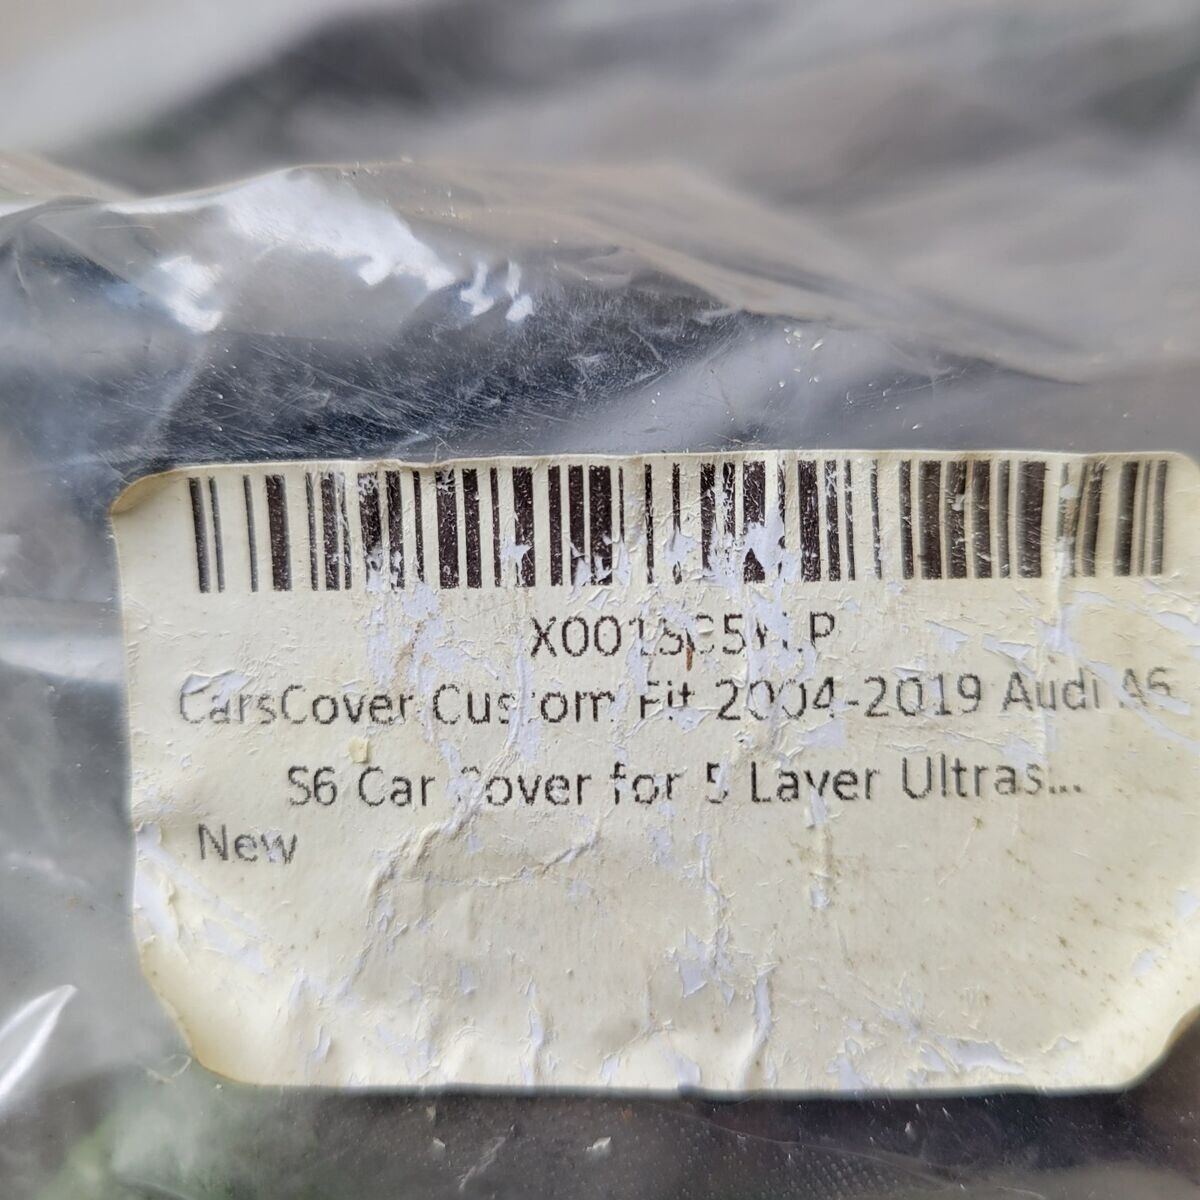 CarsCover Custom Fit 2004-2019 Audi A6
S6 Car Cover for 5 Layer Ultras...
New